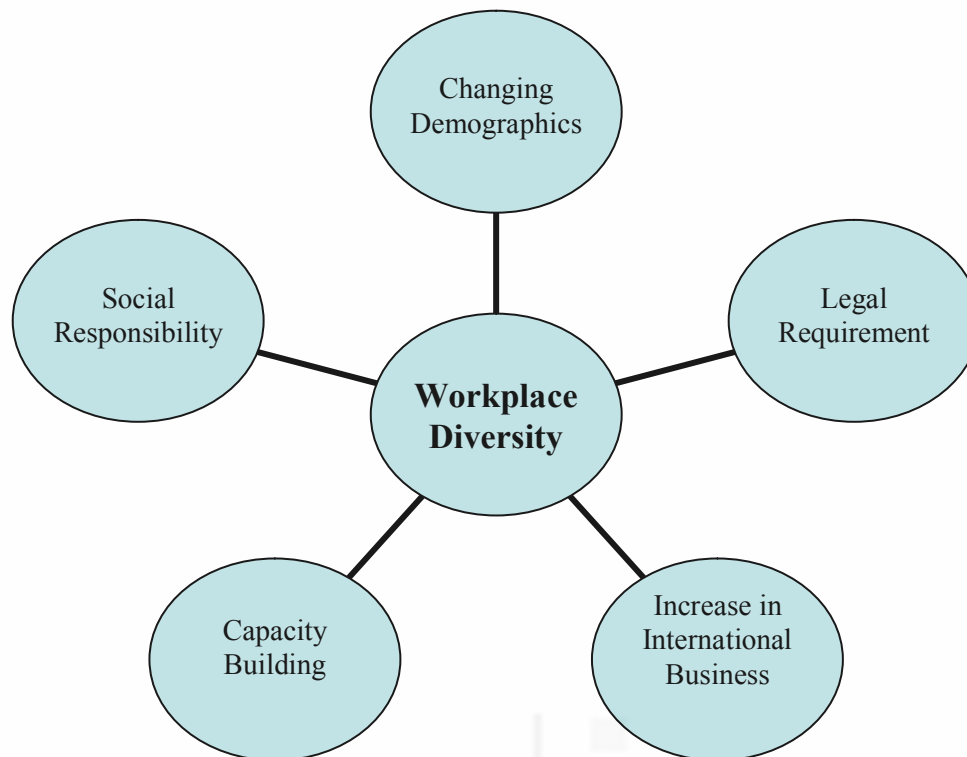 Changing
Demographics
Social
Responsibility
Legal
Requirement
Workplace
Diversity
Capacity
Building
Increase in
International
Business